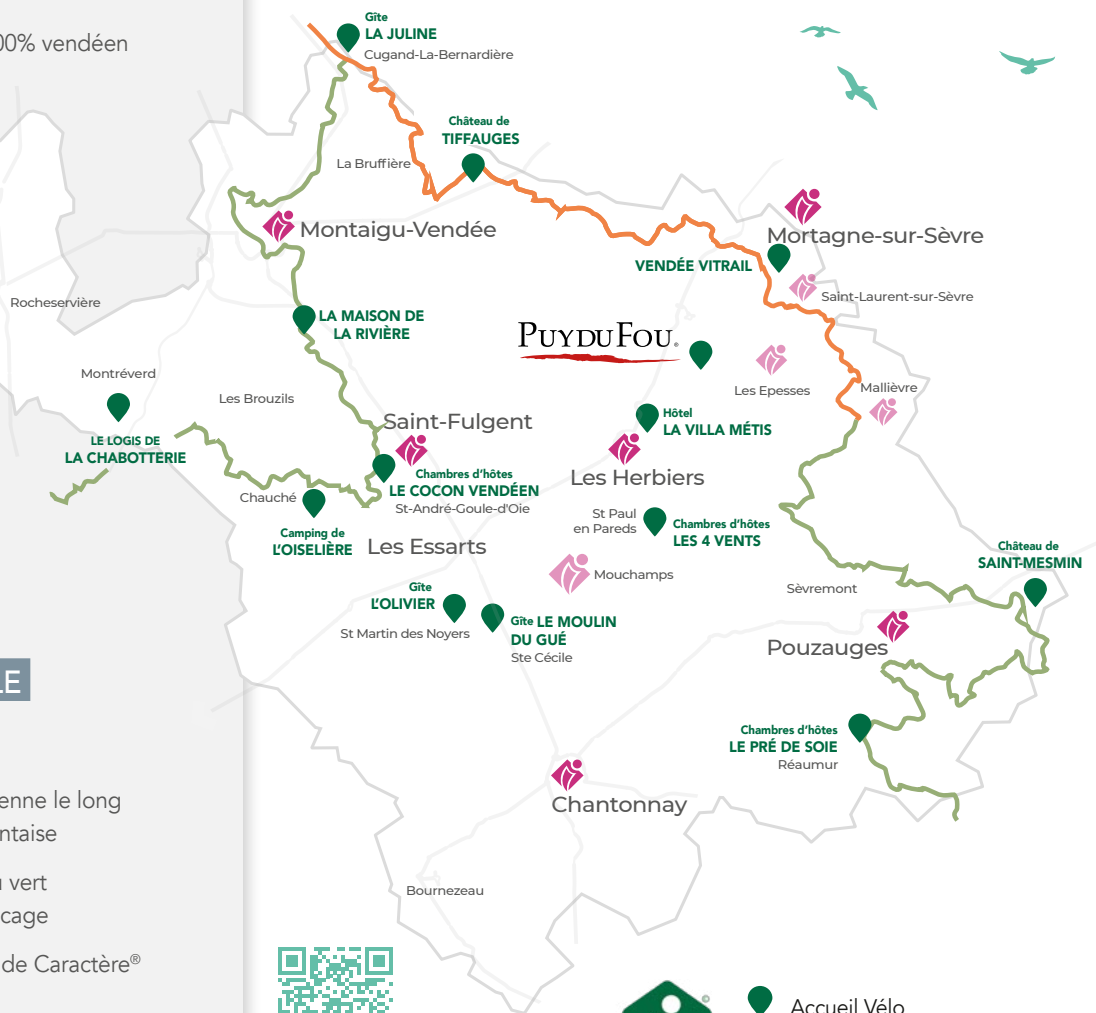 00% vendéen
Gîte
LA JULINE
Cugand-La-Bernardière
Château de
TIFFAUGES
La Bruffière
Montaigu-Vendée
Mortagne-sur-Sèvre
VENDÉE VITRAIL
Saint-Laurent-sur-Sèvre
Rocheservière
LA MAISON DE
LA RIVIÈRE
PUYDUFOU®
Montréverd
Les Epesses
Mallièvre
Les Brouzils
Saint-Fulgent
Hôtel
LA VILLA MÉTIS
LE LOGIS DE
LA CHABOTTERIE
Les Herbiers
Chambres d'hôtes
LE COCON VENDÉEN
St-André-Goule-d'Oie
Chauché
St Paul
en Pareds
Chambres d'hôtes
LES 4 VENTS
Camping de
L'OISELIÈRE
Les Essarts
Château de
SAINT-MESMIN
Mouchamps
Sèvremont
Gîte
L'OLIVIER
St Martin des Noyers
Gîte LE MOULIN
DU GUÉ
Ste Cécile
Pouzauges
LE
Chambres d'hôtes
LE PRÉ DE SOIE
Réaumur
enne le long
ntaise
Chantonnay
vert
cage
Bournezeau
de Caractère®
©
Accueil Vélo